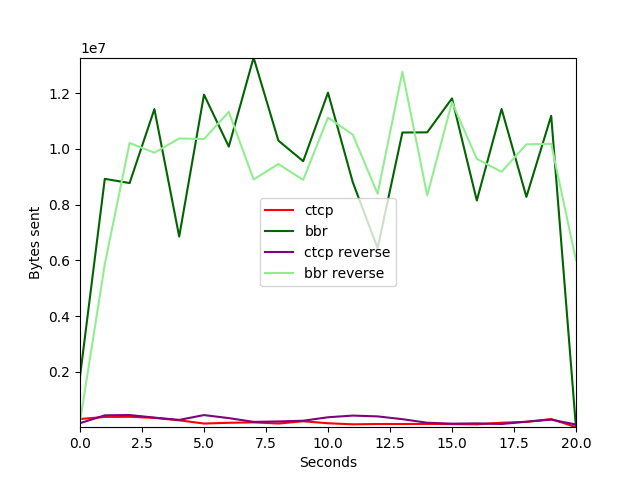 1e7
1.2
1.0
0.8
0.6
0.4
0.2
Bytes sent
ctcp
bbr
ctcp reverse
bbr reverse
0.0 2.5 5.0 7.5 10.0 12.5 15.0 17.5 20.0
Seconds